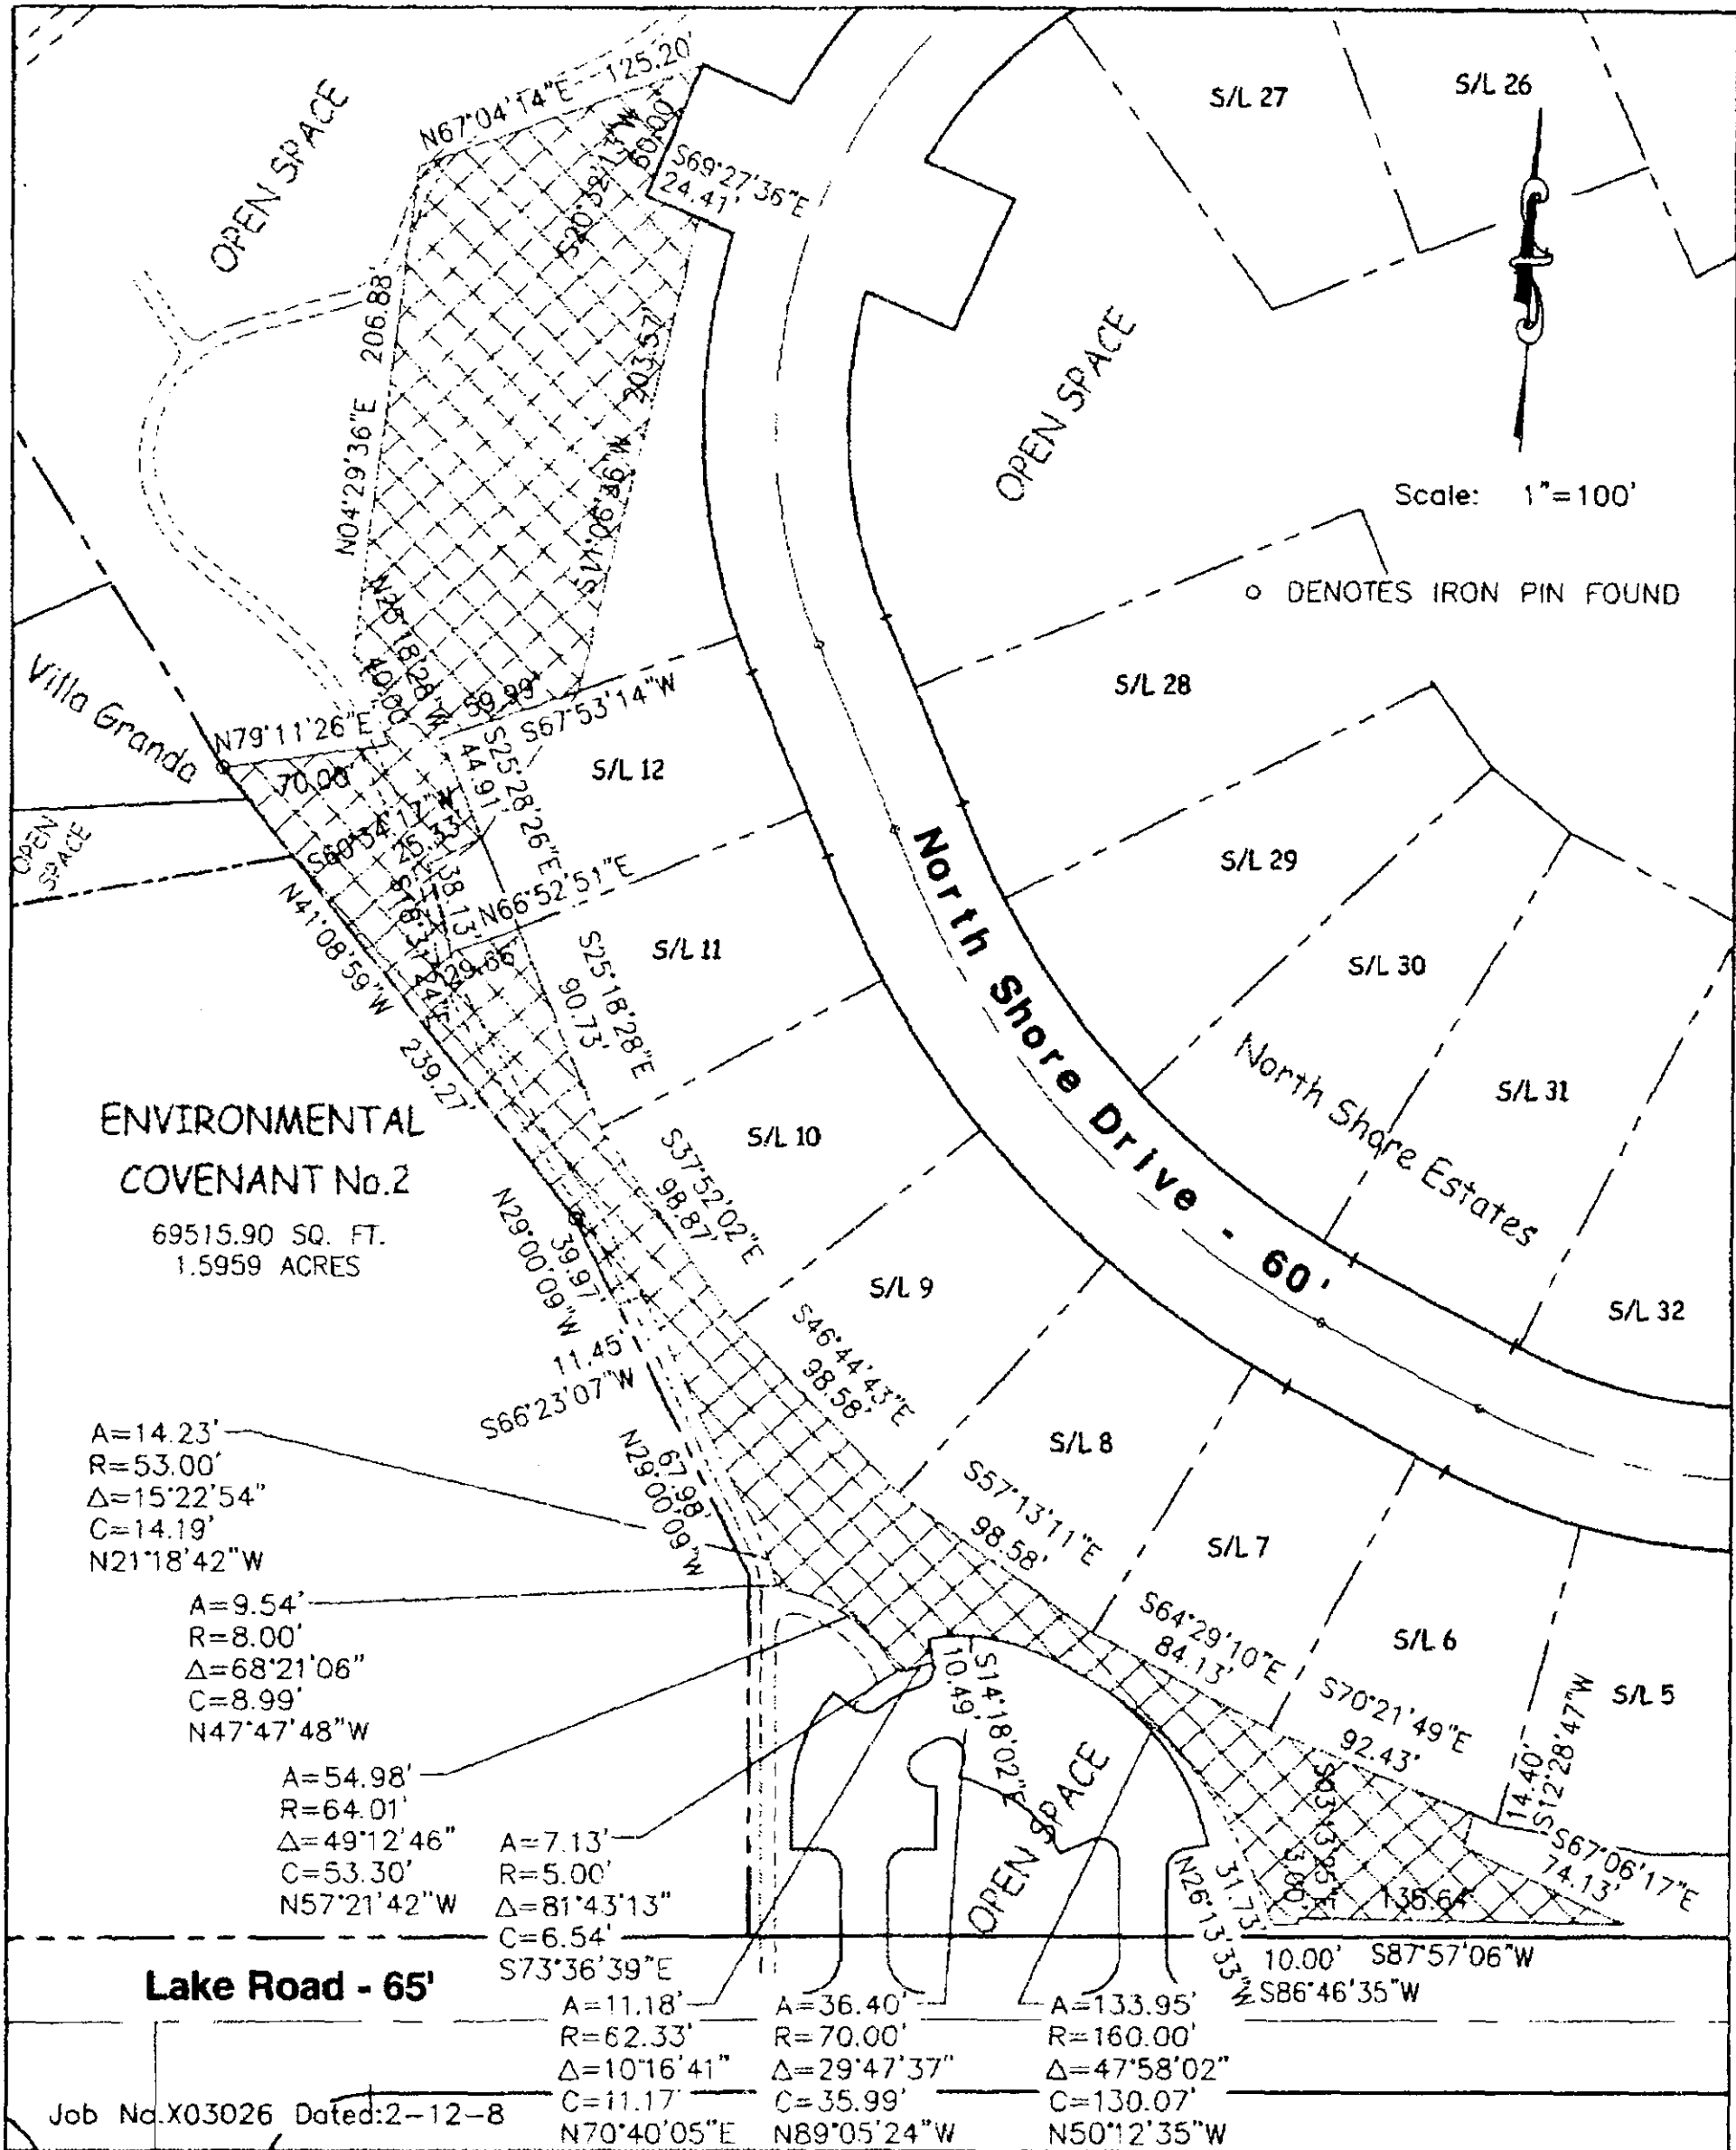 N67°04'14"E 125.20'
S/L 27
S/L 26
OPEN SPACE
S20°32'13"W
60.00'
S69°27'36"E
24.41'
N04°29'36"E 206.88'
S11°06'46"W 203.57'
OPEN SPACE
Scale: 1"=100'
o DENOTES IRON PIN FOUND
N25°18'28"W
40.00'
59.99'
S67°53'14"W
S/L 28
Villa Granda
N79°11'26"E
70.00'
S25°28'26"E
44.91'
S/L 12
OPEN
SPACE
S60°54'17"W
25.33'
38.13'
N66°52'51"E
29.66'
N41°08'59"W
239.27'
S25°18'28"E
90.73'
S/L 11
S/L 29
S/L 30
S/L 31
S/L 32
North Shore Drive - 60'
North Shore Estates
ENVIRONMENTAL
COVENANT No.2
69515.90 SQ. FT.
1.5959 ACRES
S/L 10
S37°52'02"E
98.87'
N29°00'09"W
39.97'
11.45'
S66°23'07"W
S/L 9
S46°44'43"E
98.58'
S/L 8
67.98'
N29°00'09"W
S57°13'11"E
98.58'
S/L 7
S64°29'10"E
84.13'
S/L 6
S70°21'49"E
92.43'
S/L 5
14.40'
S12°28'47"W
S67°06'17"E
74.13'
135.64'
S87°57'06"W
10.00'
S86°46'35"W
31.73'
N26°13'33"W
S14°18'02"E
10.49'
OPEN SPACE
A=14.23'
R=53.00'
Δ=15°22'54"
C=14.19'
N21°18'42"W
A=9.54'
R=8.00'
Δ=68°21'06"
C=8.99'
N47°47'48"W
A=54.98'
R=64.01'
Δ=49°12'46"
C=53.30'
N57°21'42"W
A=7.13'
R=5.00'
Δ=81°43'13"
C=6.54'
S73°36'39"E
Lake Road - 65'
A=11.18'
R=62.33'
Δ=10°16'41"
C=11.17'
N70°40'05"E
A=36.40'
R=70.00'
Δ=29°47'37"
C=35.99'
N89°05'24"W
A=133.95'
R=160.00'
Δ=47°58'02"
C=130.07'
N50°12'35"W
Job No.X03026 Dated:2-12-8